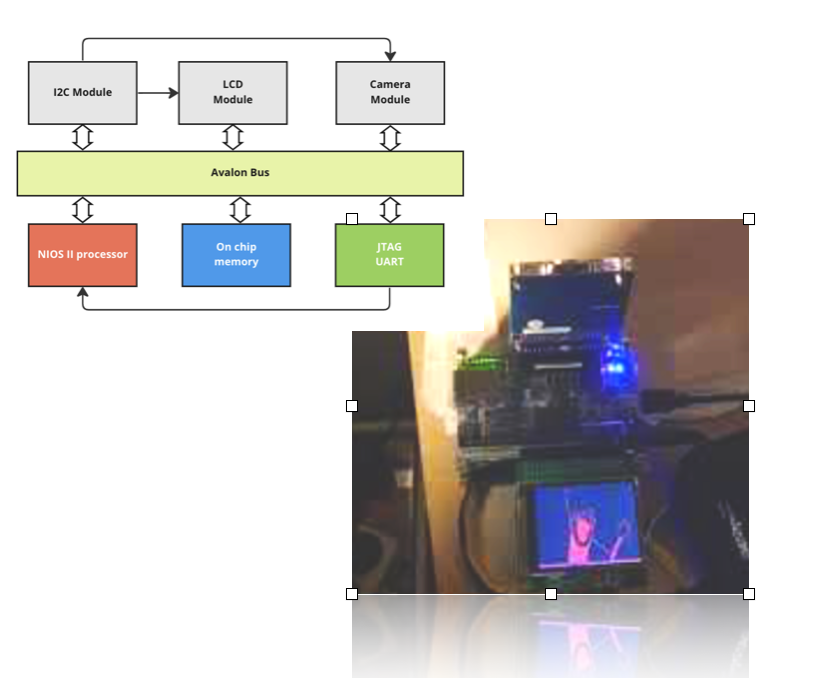 I2C Module
LCD
Module
Camera
Module
Avalon Bus
NIOS II processor
On chip
memory
JTAG
UART